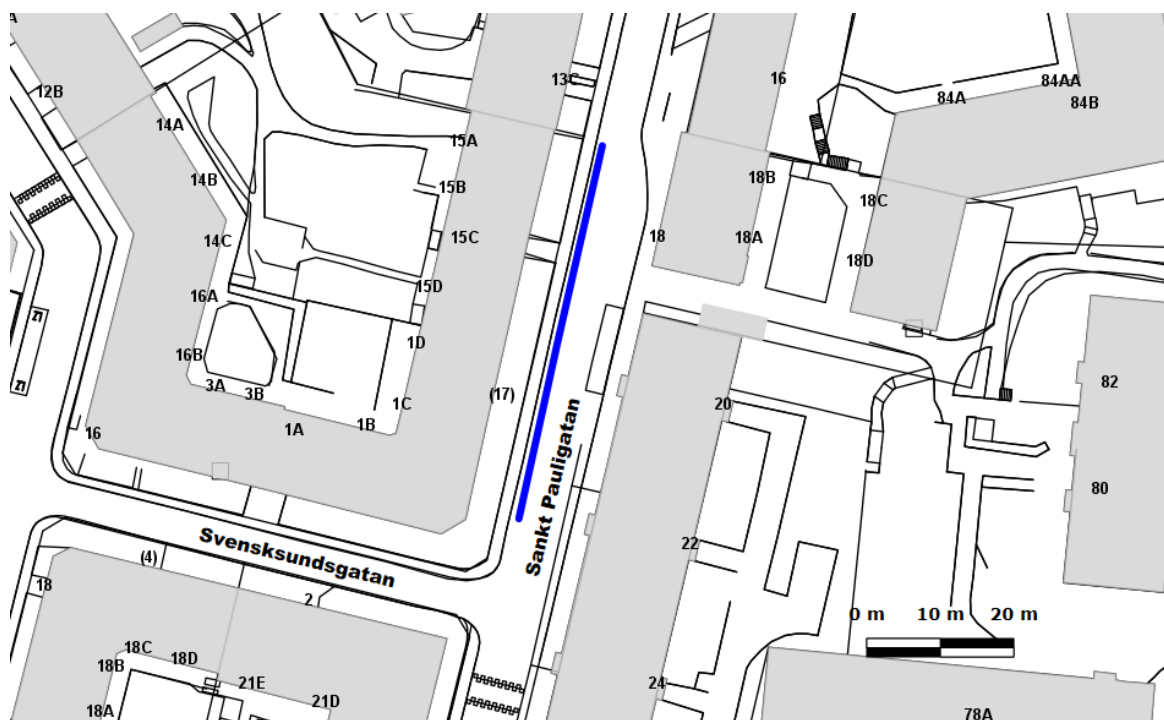 13C
16
84AA
84A
84B
12B
14A
15A
14B
15B
18B
18C
14C
15C
18
18A
18D
16A
15D
16B
1D
3A
3B
(17)
1C
20
82
16
1A
1B
80
Sankt Pauligatan
22
Svensksundsgatan
(4)
18
2
0 m 10 m 20 m
18C
18D
18B
21E
24
18A
21D
78A